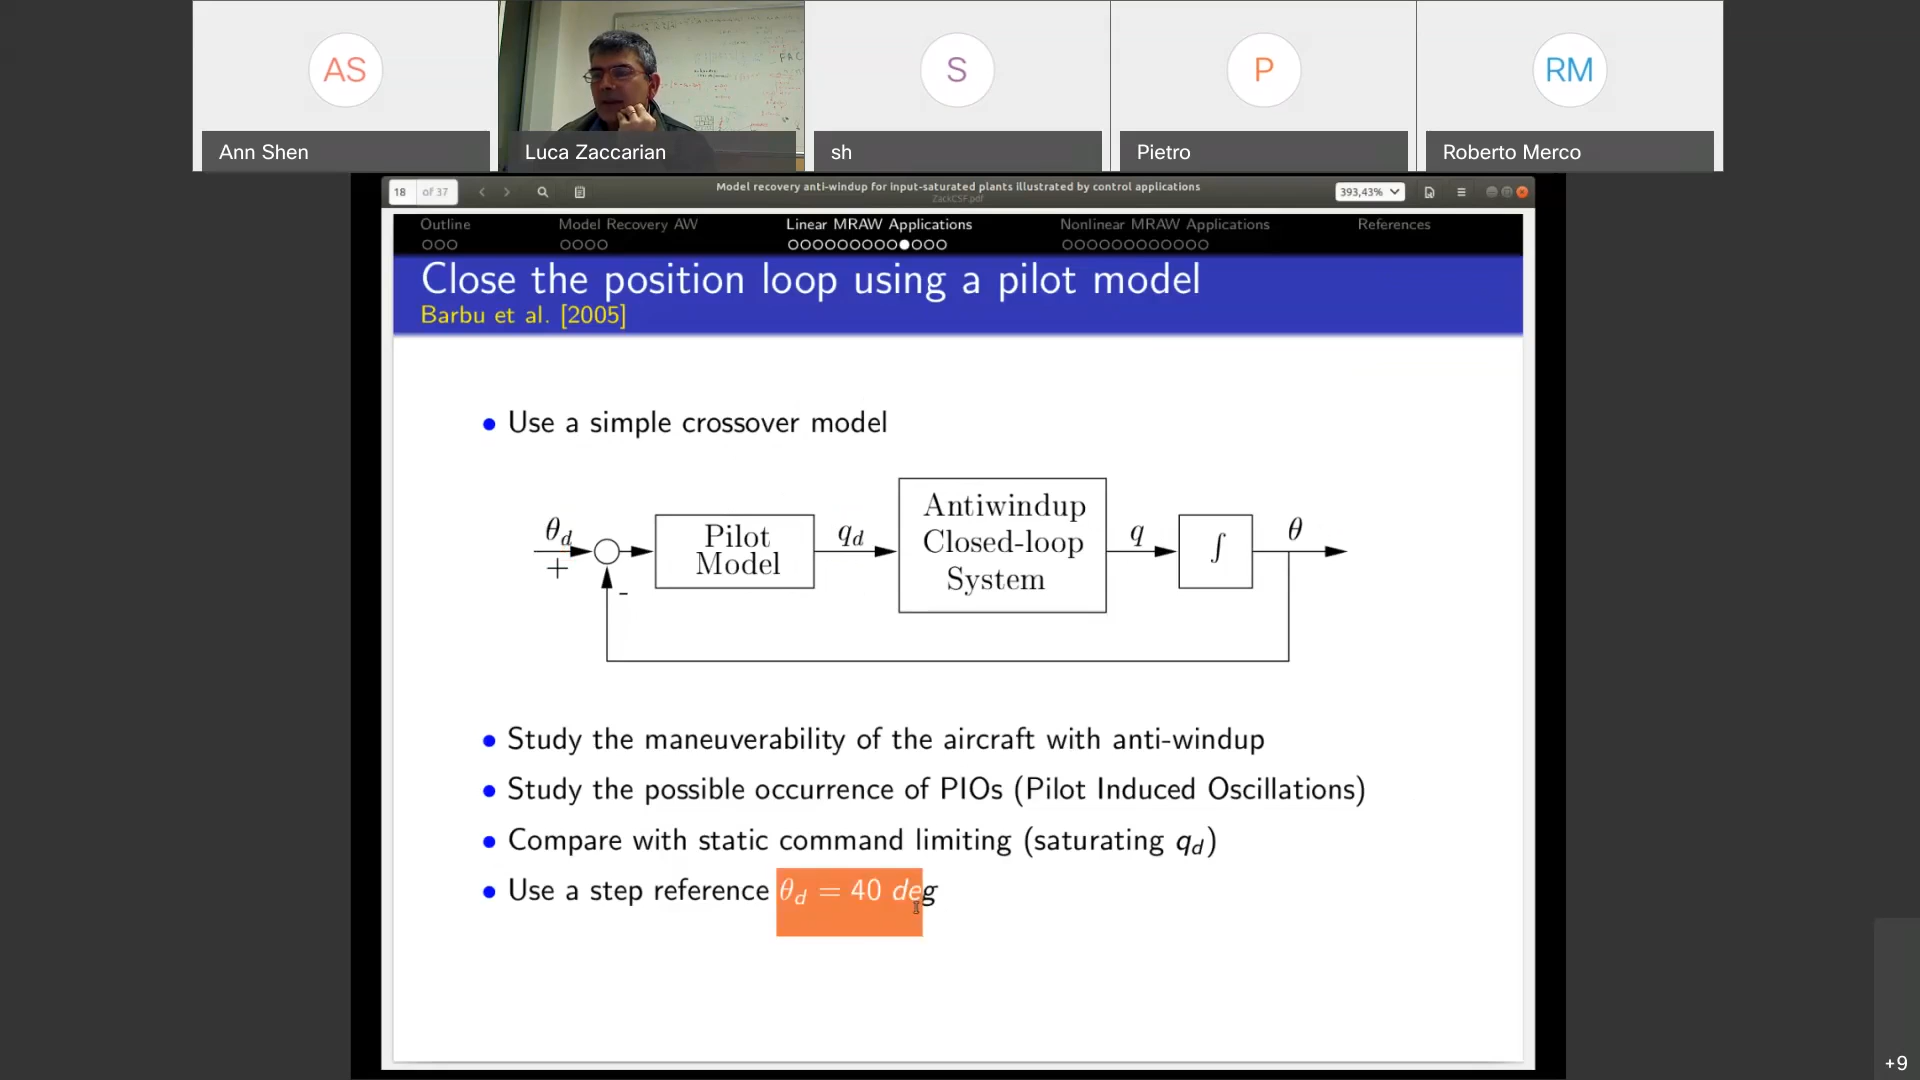 AS
S
P
RM
Ann Shen
Luca Zaccarian
sh
Pietro
Roberto Merco
18 of 37
Model recovery anti-windup for input-saturated plants illustrated by control applications
ZackCSF.pdf
393,43%
Outline
Model Recovery AW
Linear MRAW Applications
Nonlinear MRAW Applications
References
Close the position loop using a pilot model
Barbu et al. [2005]
• Use a simple crossover model
θd
+
-
Pilot
Model
qd
Antiwindup
Closed-loop
System
q
∫
θ
• Study the maneuverability of the aircraft with anti-windup
• Study the possible occurrence of PIOs (Pilot Induced Oscillations)
• Compare with static command limiting (saturating qd)
• Use a step reference θd = 40 deg
+9